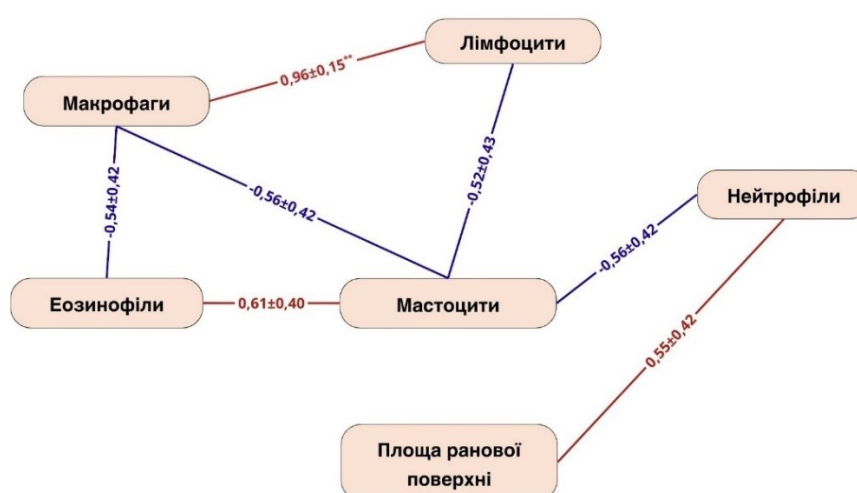 Лімфоцити
0,96±0,15**
Макрофаги
-0,54±0,42
-0,56±0,42
-0,52±0,43
Нейтрофіли
-0,56±0,42
Еозинофіли
0,61±0,40
Мастоцити
0,55±0,42
Площа ранової
поверхні